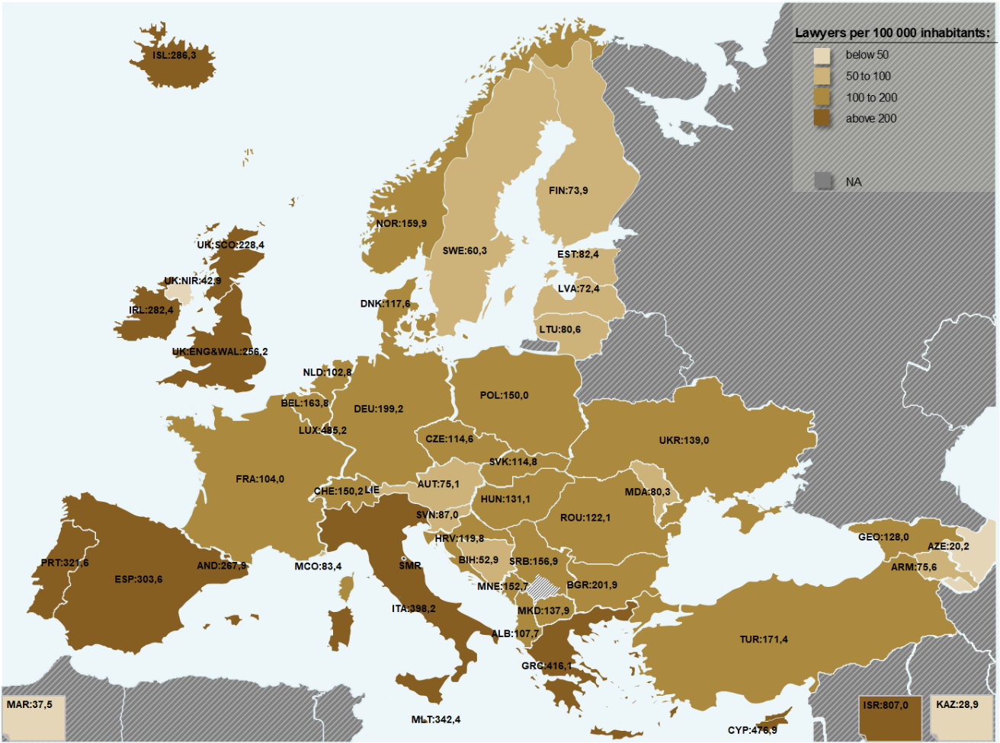 Lawyers per 100 000 inhabitants:
below 50
50 to 100
100 to 200
above 200
NA
ISL:286,3
FIN:73,9
NOR:159,9
UK:SCO:228,4
SWE:60,3
EST:82,4
UK:NIR:42,9
LVA:72,4
DNK:117,6
IRL:282,4
LTU:80,6
UK:ENG&WAL:256,2
NLD:102,8
POL:150,0
BEL:163,8
DEU:199,2
LUX:485,2
CZE:114,6
UKR:139,0
SVK:114,8
FRA:104,0
AUT:75,1
CHE:150,2
LIE
MDA:80,3
HUN:131,1
SVN:87,0
ROU:122,1
HRV:119,8
GEO:128,0
AZE:20,2
BIH:52,9
SRB:156,9
PRT:321,6
AND:267,9
MCO:83,4
SMR
ARM:75,6
ESP:303,6
MNE:152,7
BGR:201,9
ITA:398,2
MKD:137,9
ALB:107,7
TUR:171,4
GRC:416,1
MAR:37,5
ISR:807,0
KAZ:28,9
MLT:342,4
CYP:476,9